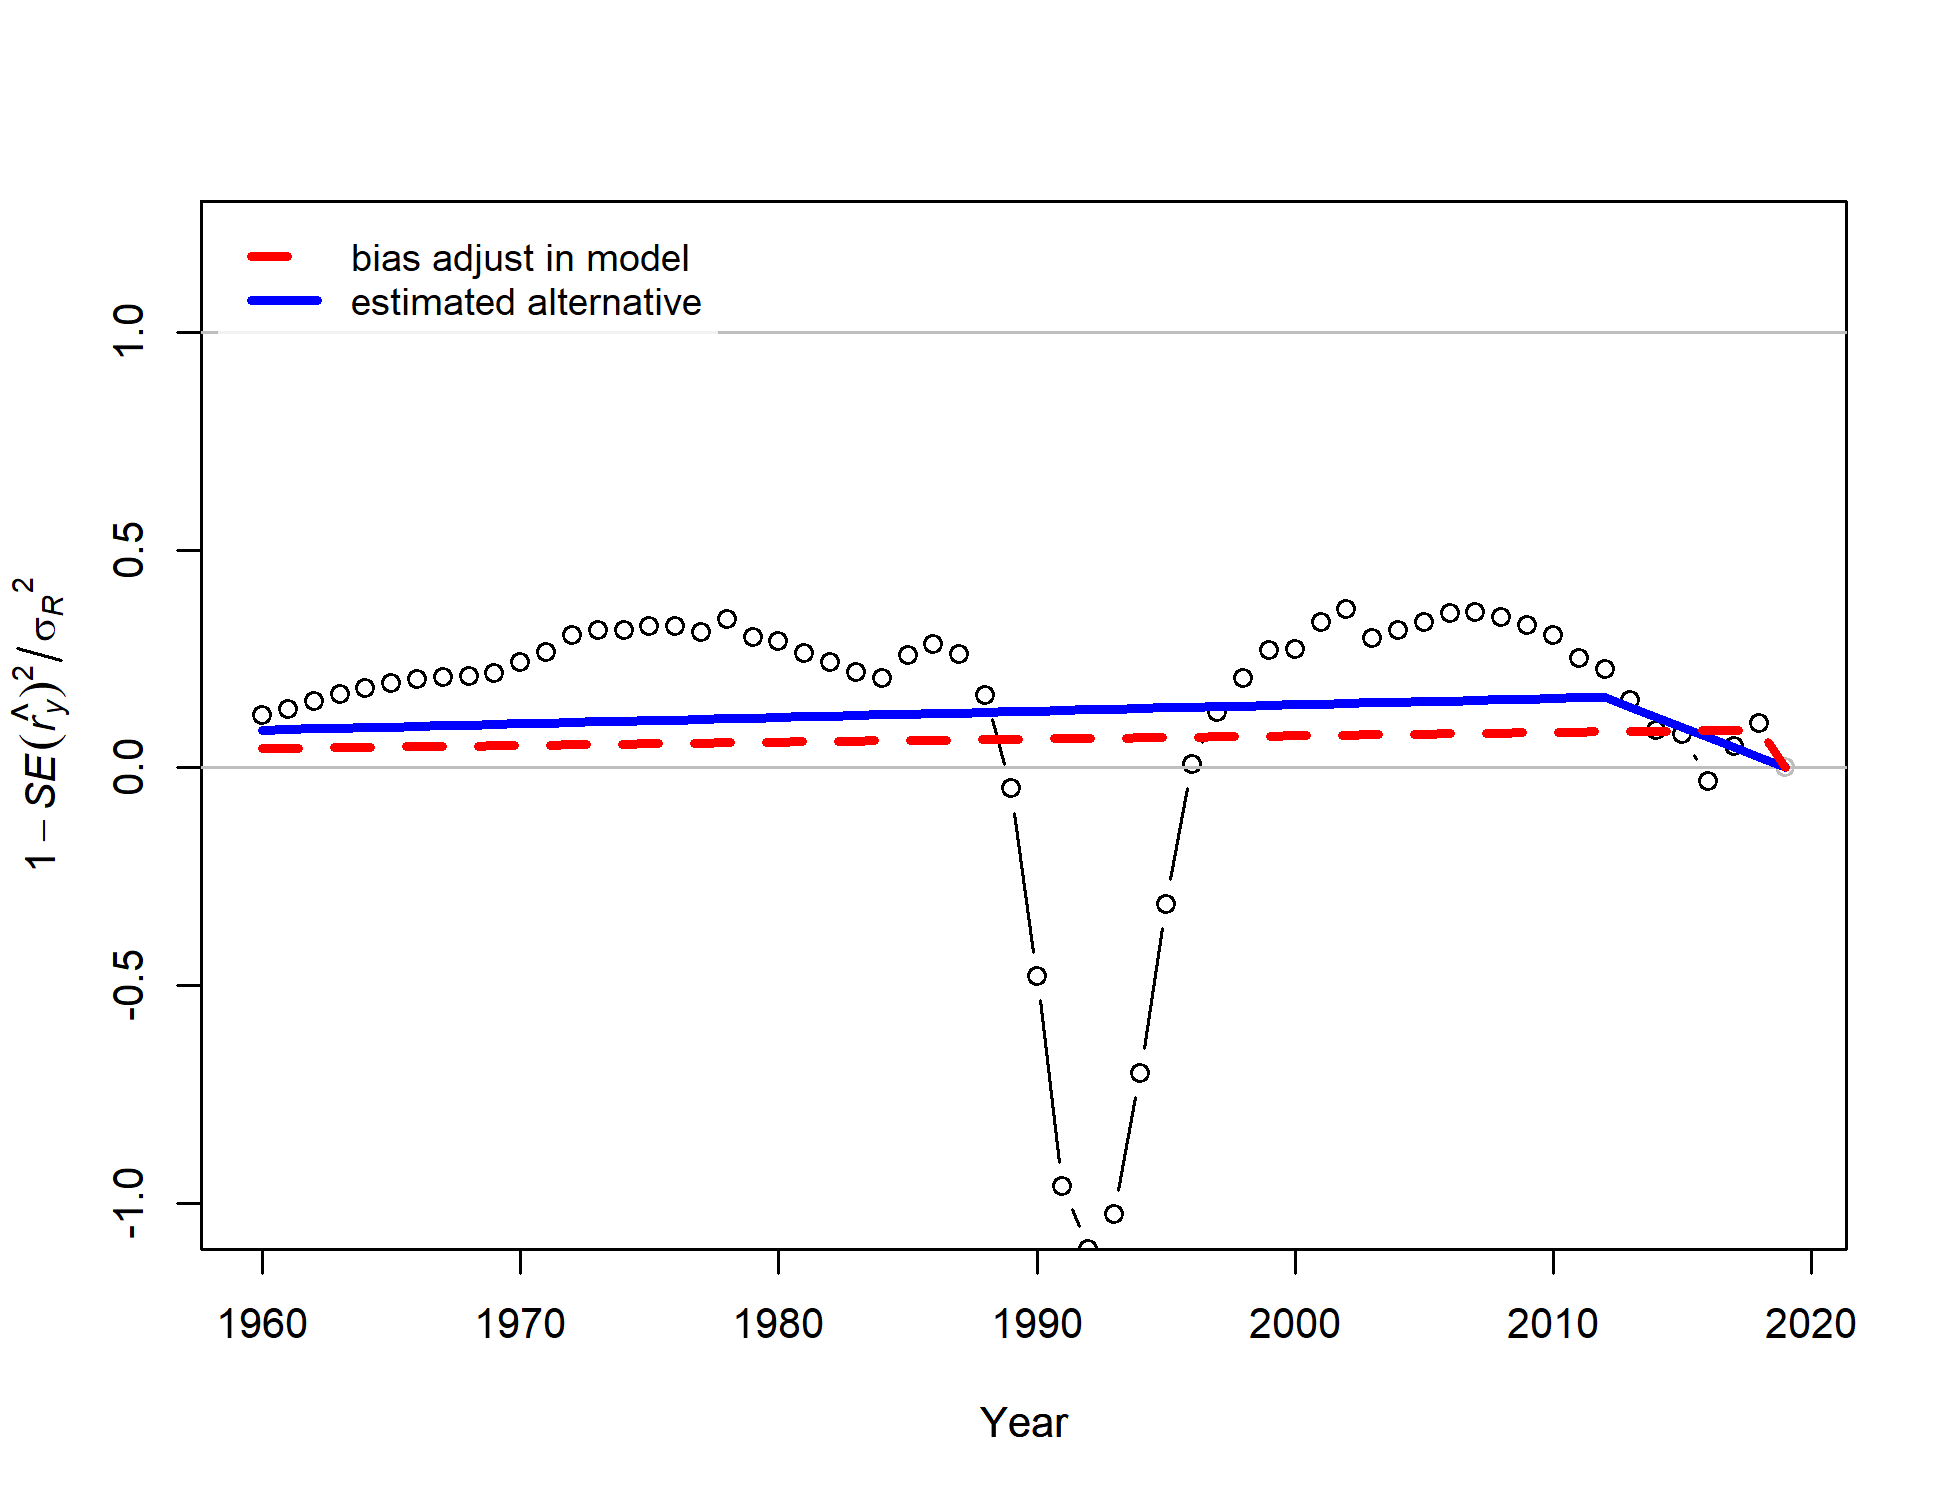 bias adjust in model
estimated alternative
1.0
0.5
0.0
-0.5
-1.0
1 − SE(r̂y)² / σR²
1960 1970 1980 1990 2000 2010 2020
Year